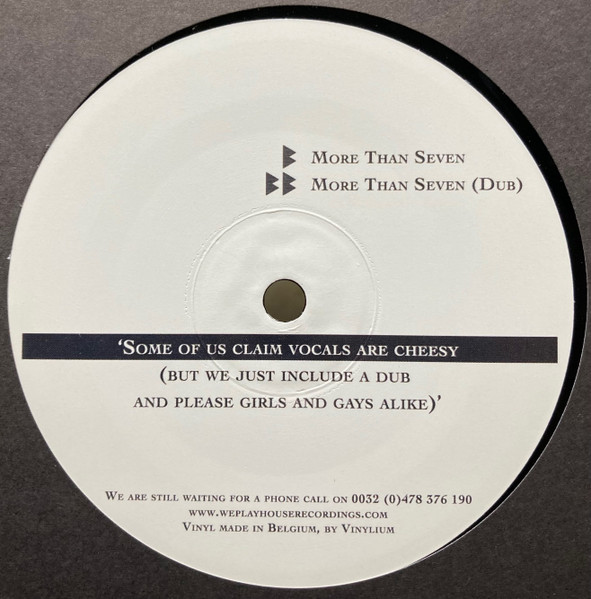 B More Than Seven
BB More Than Seven (Dub)
‘Some of us claim vocals are cheesy
(but we just include a dub
and please girls and gays alike)’
We are still waiting for a phone call on 0032 (0)478 376 190
www.weplayhouserecordings.com
Vinyl made in Belgium, by Vinylium